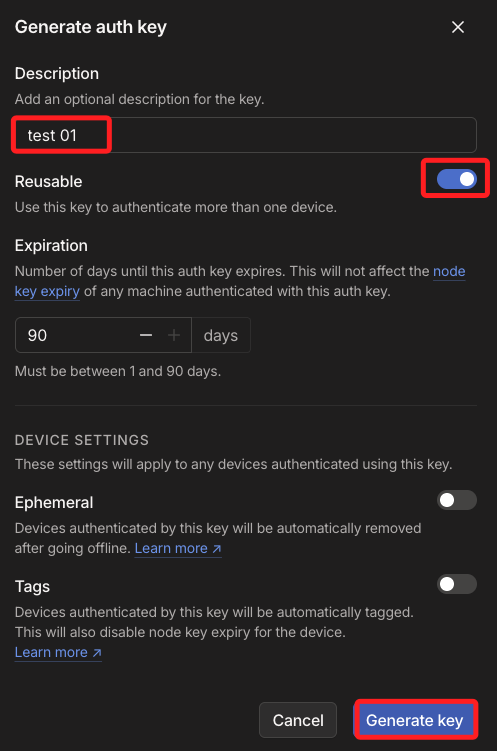 Generate auth key
Description
Add an optional description for the key.
test 01
Reusable
Use this key to authenticate more than one device.
Expiration
Number of days until this auth key expires. This will not affect the node
key expiry of any machine authenticated with this auth key.
90 days
Must be between 1 and 90 days.
DEVICE SETTINGS
These settings will apply to any devices authenticated using this key.
Ephemeral
Devices authenticated by this key will be automatically removed
after going offline. Learn more ↗
Tags
Devices authenticated by this key will be automatically tagged.
This will also disable node key expiry for the device.
Learn more ↗
Cancel Generate key